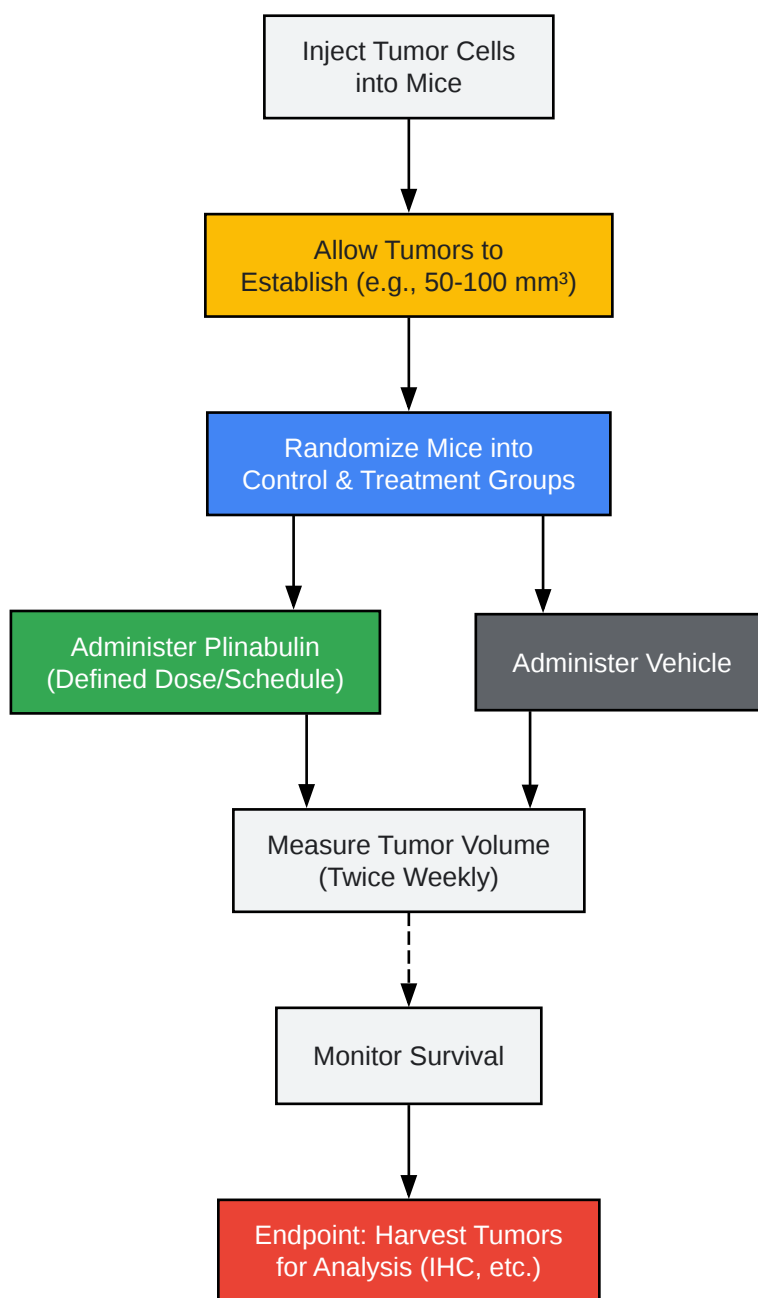 Inject Tumor Cells
into Mice
Allow Tumors to
Establish (e.g., 50-100 mm³)
Randomize Mice into
Control & Treatment Groups
Administer Plinabulin
(Defined Dose/Schedule)
Administer Vehicle
Measure Tumor Volume
(Twice Weekly)
Monitor Survival
Endpoint: Harvest Tumors
for Analysis (IHC, etc.)